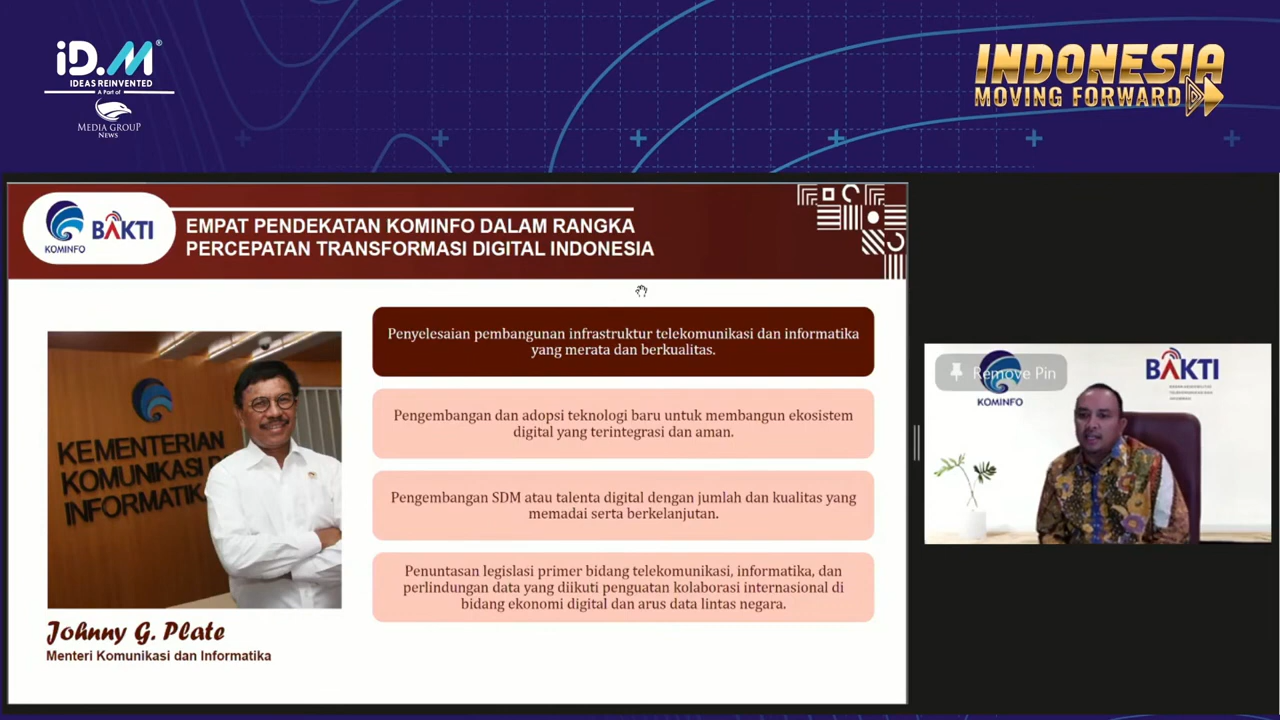 iD.M®
IDEAS REINVENTED
A Part of
MEDIA GROUP
NEWS
INDONESIA
MOVING FORWARD
KOMINFO
BAKTI
EMPAT PENDEKATAN KOMINFO DALAM RANGKA
PERCEPATAN TRANSFORMASI DIGITAL INDONESIA
KEMENTERIAN
KOMUNIKASI D
INFORMATIK
Johnny G. Plate
Menteri Komunikasi dan Informatika
Penyelesaian pembangunan infrastruktur telekomunikasi dan informatika
yang merata dan berkualitas.
Pengembangan dan adopsi teknologi baru untuk membangun ekosistem
digital yang terintegrasi dan aman.
Pengembangan SDM atau talenta digital dengan jumlah dan kualitas yang
memadai serta berkelanjutan.
Penuntasan legislasi primer bidang telekomunikasi, informatika, dan
perlindungan data yang diikuti penguatan kolaborasi internasional di
bidang ekonomi digital dan arus data lintas negara.
Remove Pin
KOMINFO
BAKTI